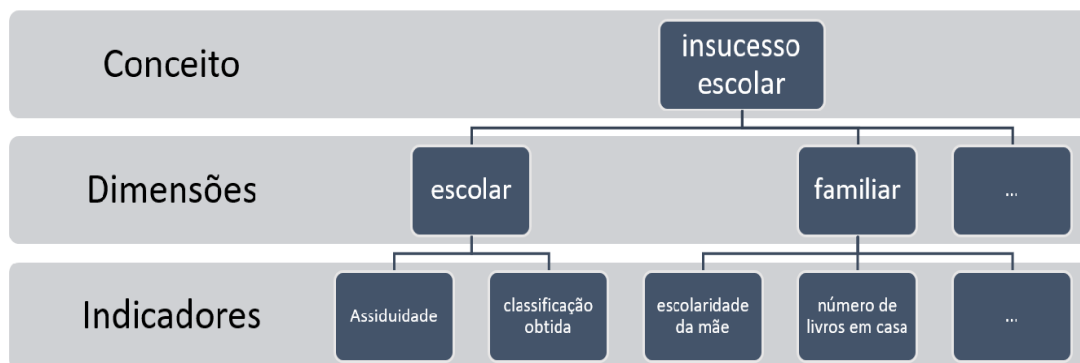 Conceito
insucesso
escolar
Dimensões
escolar
familiar
...
Indicadores
Assiduidade
classificação
obtida
escolaridade
da mãe
número de
livros em casa
...